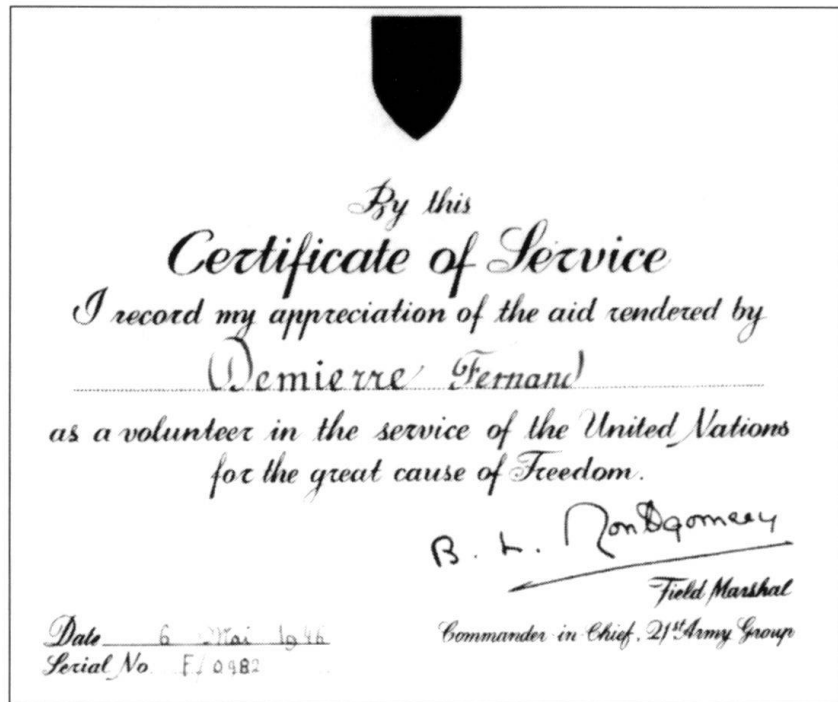 By this
Certificate of Service
I record my appreciation of the aid rendered by
Demierre Fernand
as a volunteer in the service of the United Nations
for the great cause of Freedom.
B. L. Montgomery
Field Marshal
Commander in Chief, 21st Army Group
Date 6 Mai 1946
Serial No F/0982